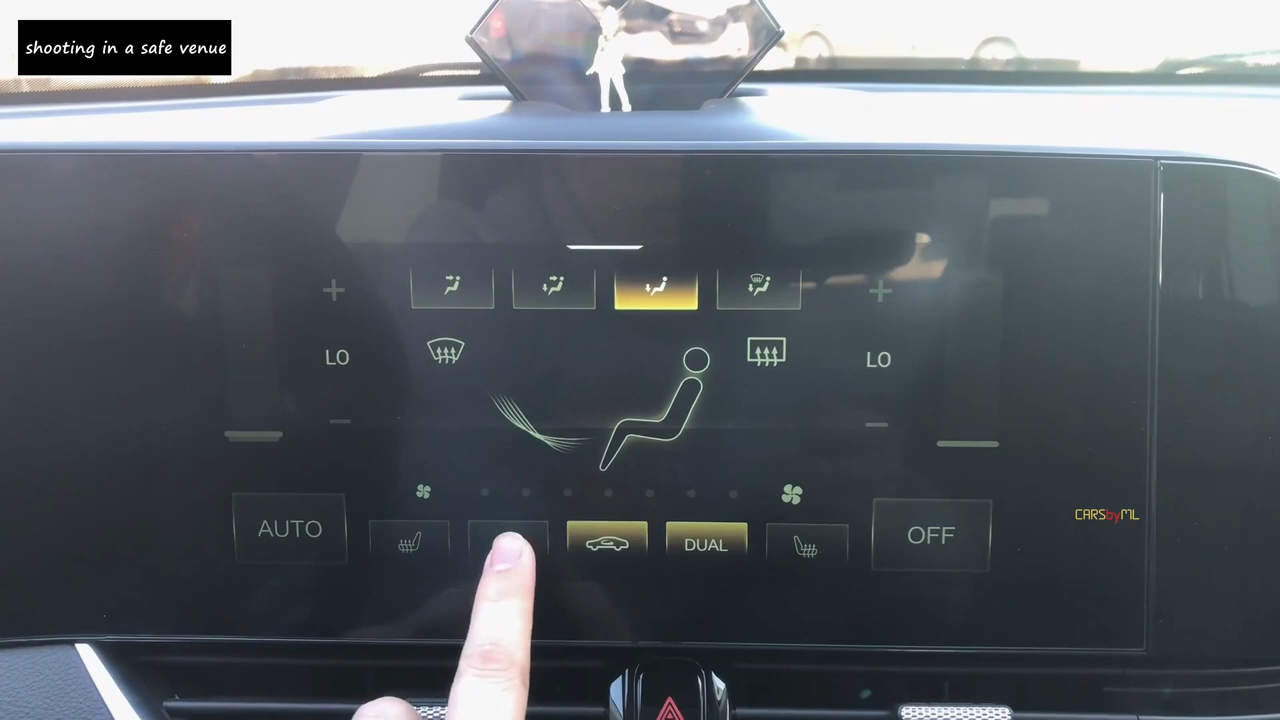 shooting in a safe venue
LO
LO
AUTO
DUAL
OFF
CARSbyML